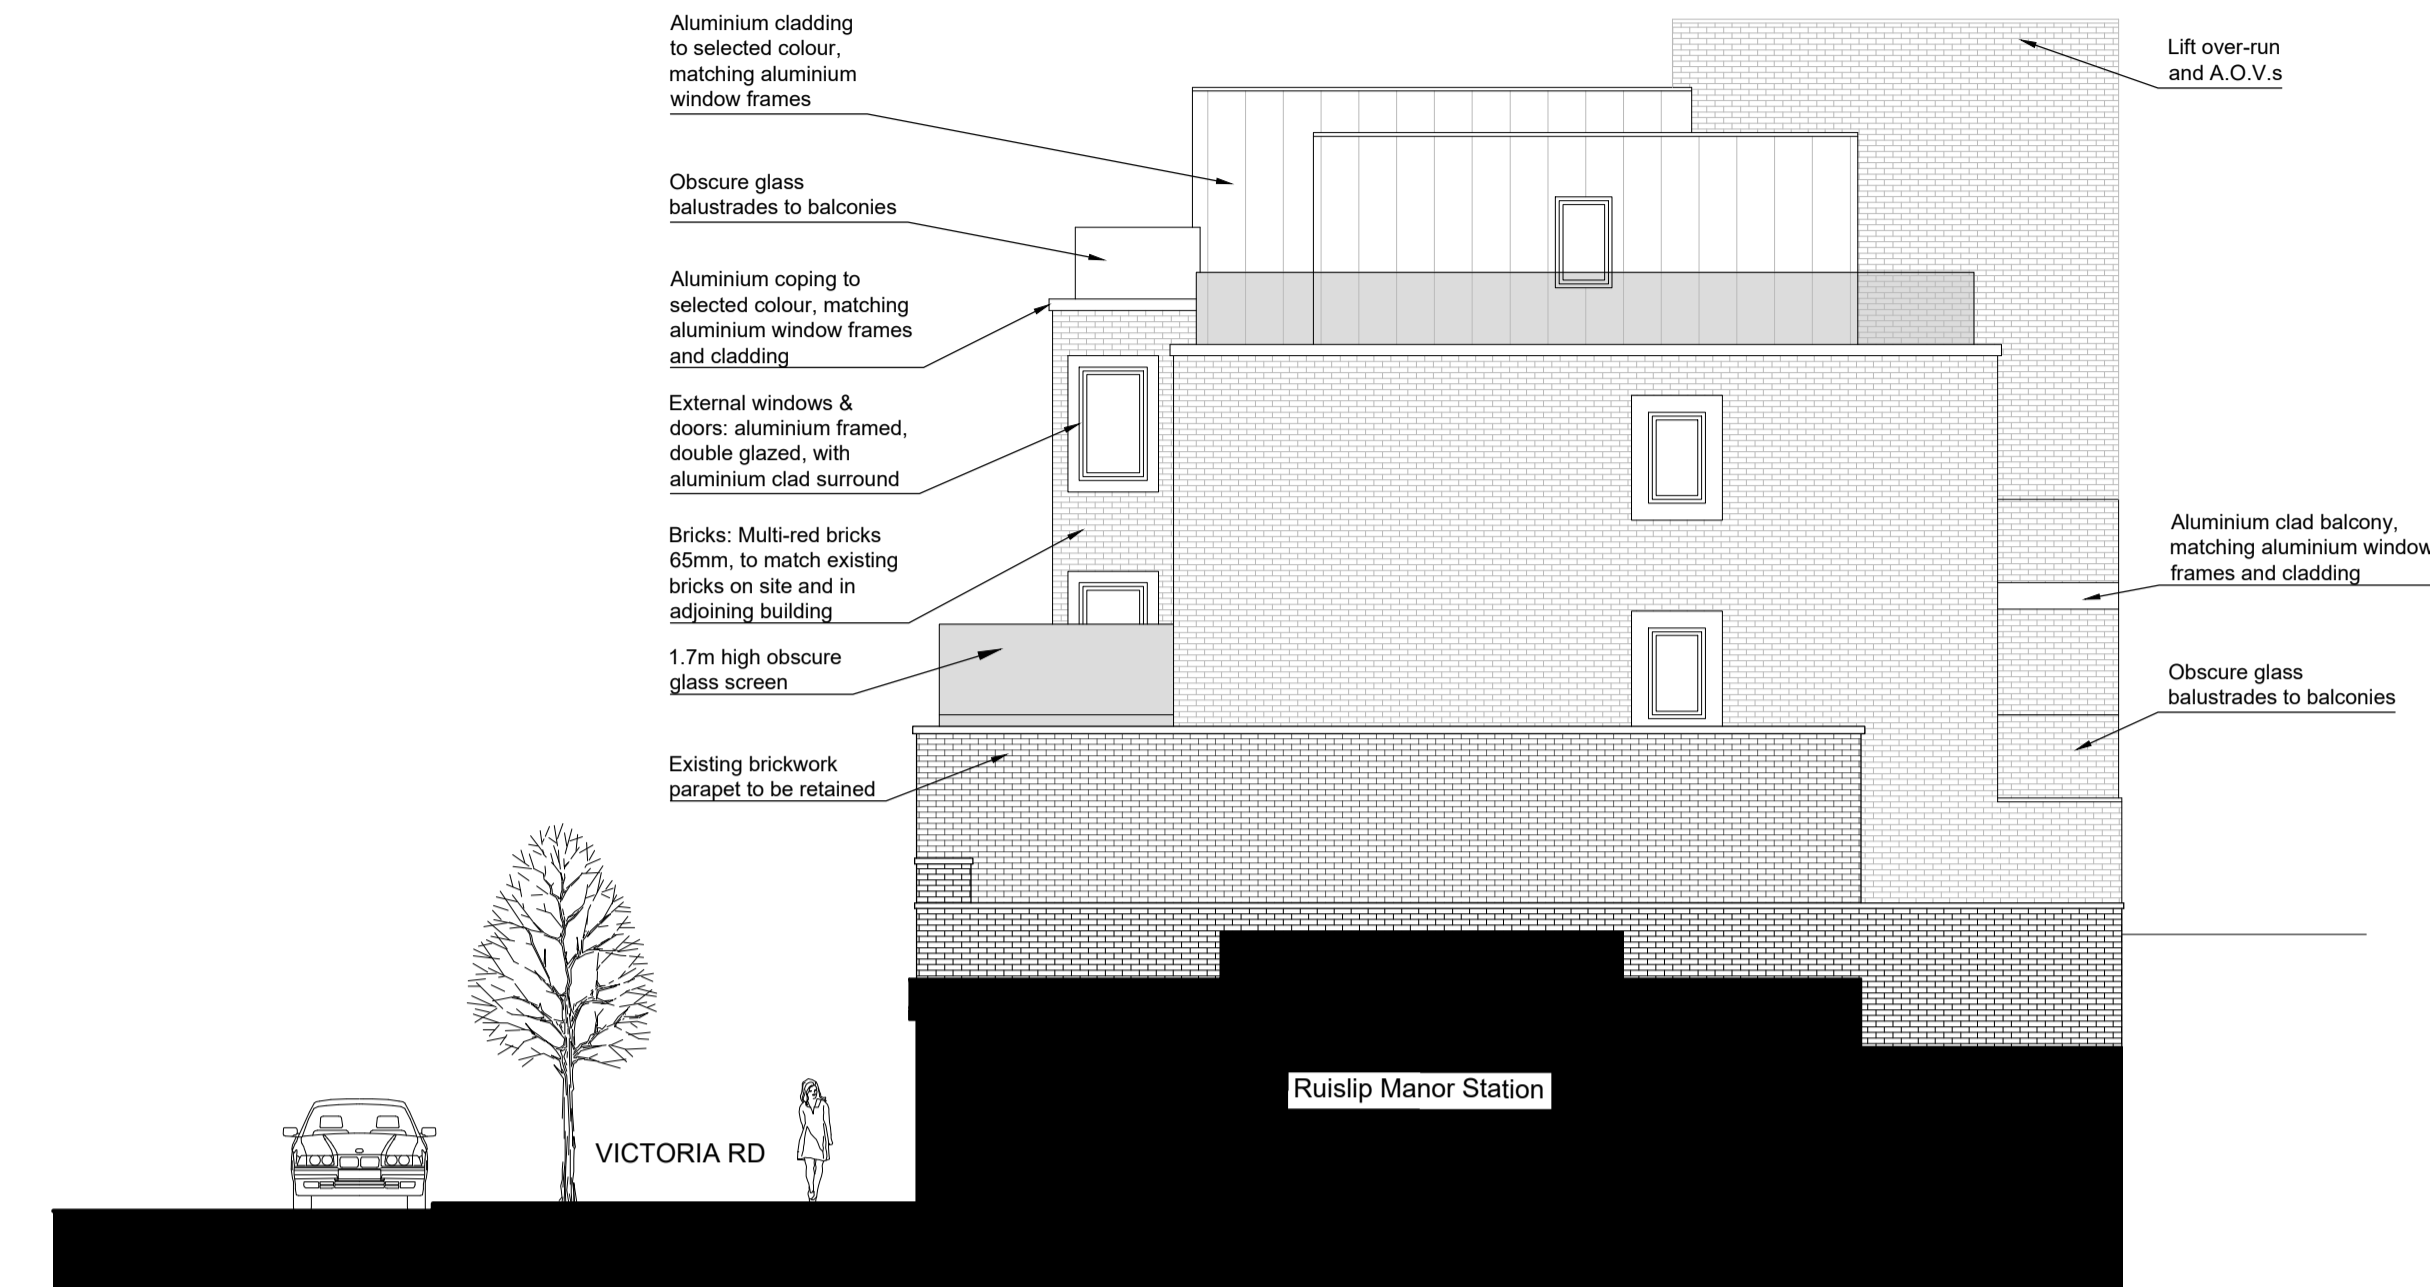 Aluminium cladding
to selected colour,
matching aluminium
window frames
Obscure glass
balustrades to balconies
Aluminium coping to
selected colour, matching
aluminium window frames
and cladding
External windows &
doors: aluminium framed,
double glazed, with
aluminium clad surround
Bricks: Multi-red bricks
65mm, to match existing
bricks on site and in
adjoining building
1.7m high obscure
glass screen
Existing brickwork
parapet to be retained
Lift over-run
and A.O.V.s
Aluminium clad balcony,
matching aluminium window
frames and cladding
Obscure glass
balustrades to balconies
Ruislip Manor Station
VICTORIA RD